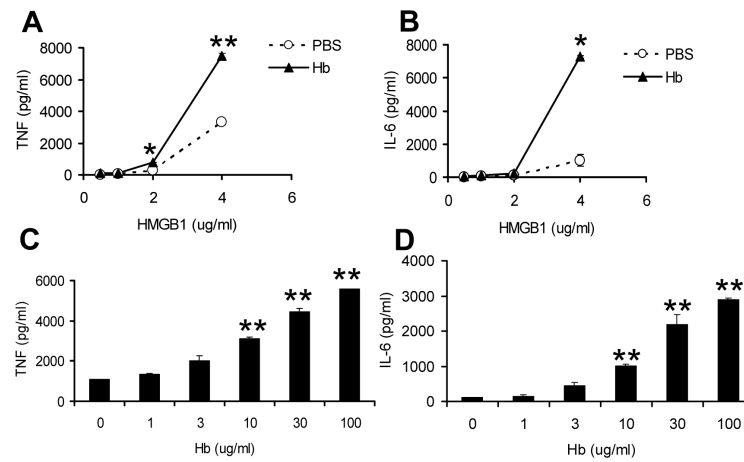 A
TNF (pg/ml)
8000
6000
4000
2000
0
0 2 4 6
HMGB1 (ug/ml)
* **
PBS
Hb
B
IL-6 (pg/ml)
8000
6000
4000
2000
0
0 2 4 6
HMGB1 (ug/ml)
*
PBS
Hb
C
TNF (pg/ml)
6000
4000
2000
0
** ** **
0 1 3 10 30 100
Hb (ug/ml)
D
IL-6 (pg/ml)
4000
3000
2000
1000
0
** ** **
0 1 3 10 30 100
Hb (ug/ml)